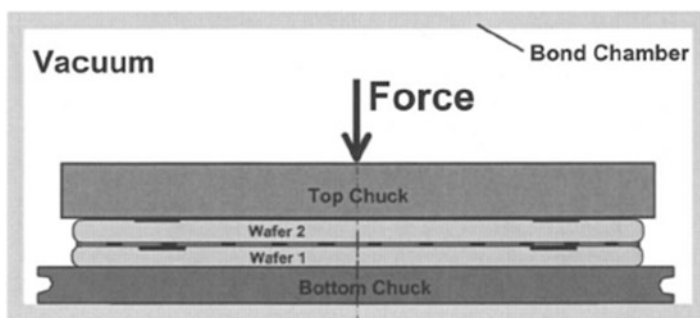 Bond Chamber
Vacuum
Force
Top Chuck
Wafer 2
Wafer 1
Bottom Chuck